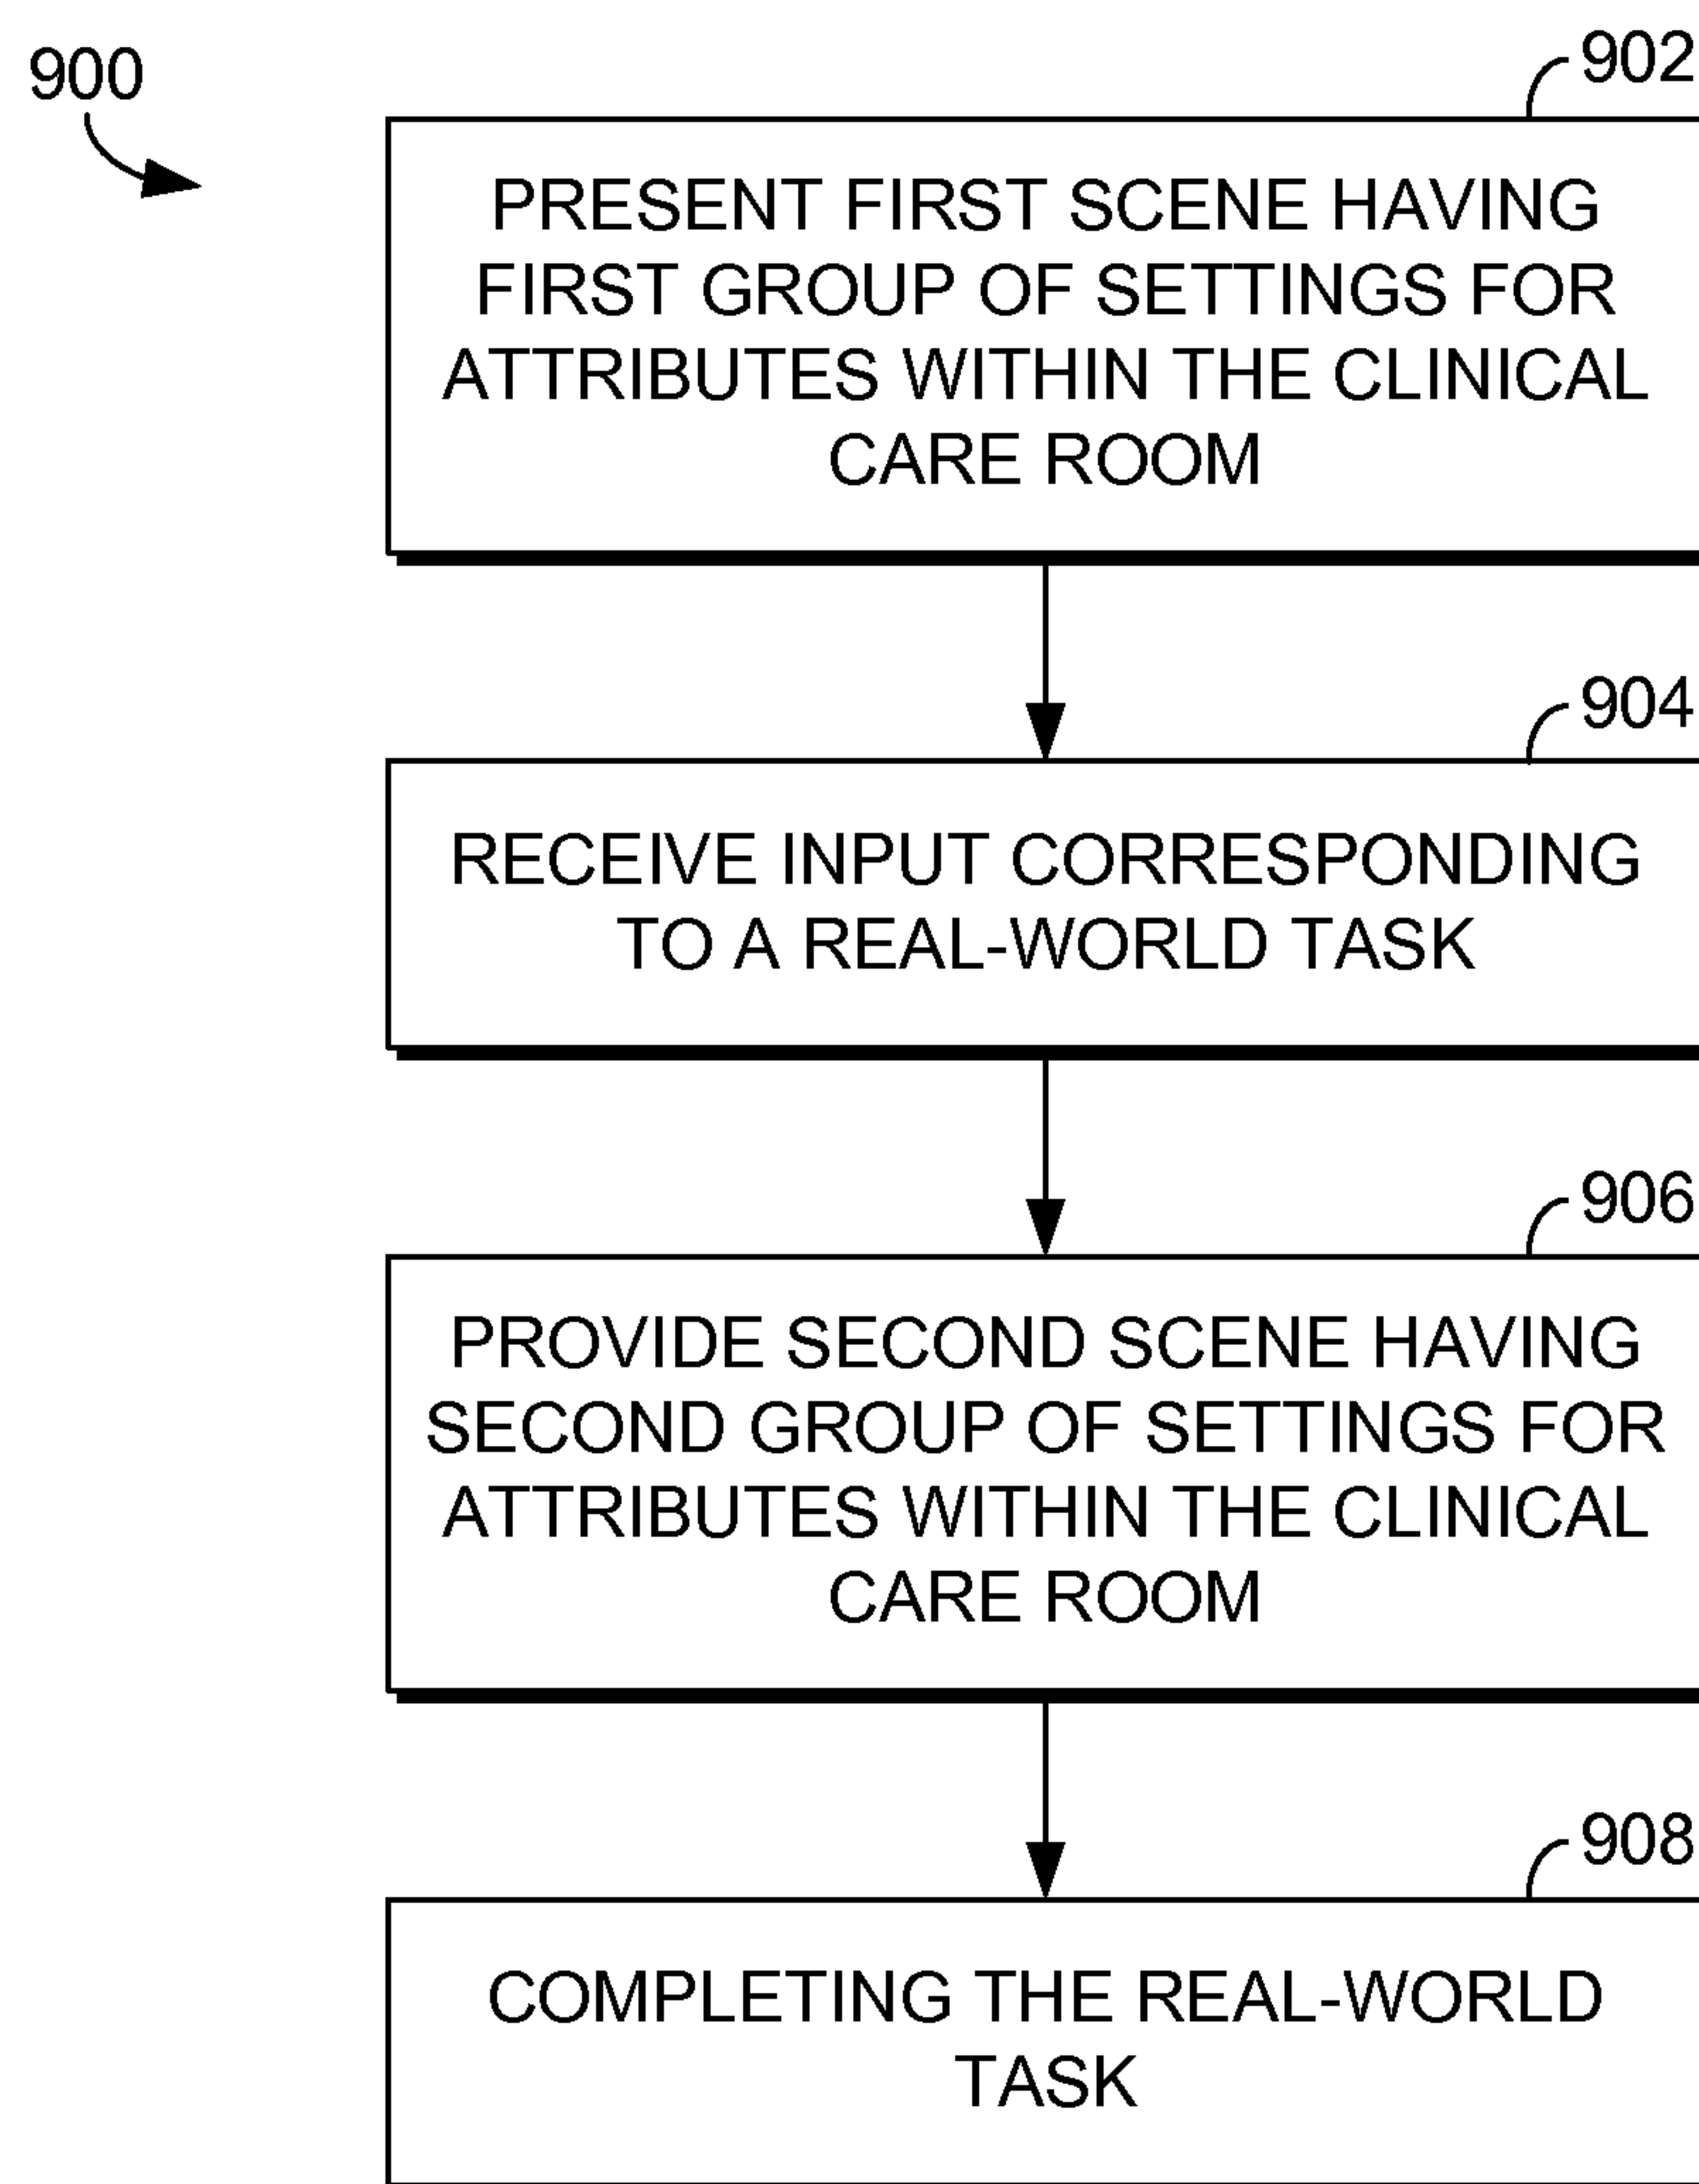 900
902
PRESENT FIRST SCENE HAVING
FIRST GROUP OF SETTINGS FOR
ATTRIBUTES WITHIN THE CLINICAL
CARE ROOM
904
RECEIVE INPUT CORRESPONDING
TO A REAL-WORLD TASK
906
PROVIDE SECOND SCENE HAVING
SECOND GROUP OF SETTINGS FOR
ATTRIBUTES WITHIN THE CLINICAL
CARE ROOM
908
COMPLETING THE REAL-WORLD
TASK